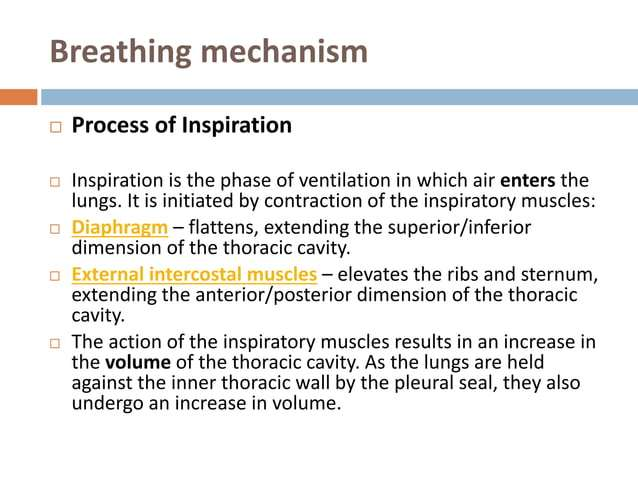 Breathing mechanism
Process of Inspiration
Inspiration is the phase of ventilation in which air enters the
lungs. It is initiated by contraction of the inspiratory muscles:
Diaphragm – flattens, extending the superior/inferior
dimension of the thoracic cavity.
External intercostal muscles – elevates the ribs and sternum,
extending the anterior/posterior dimension of the thoracic
cavity.
The action of the inspiratory muscles results in an increase in
the volume of the thoracic cavity. As the lungs are held
against the inner thoracic wall by the pleural seal, they also
undergo an increase in volume.